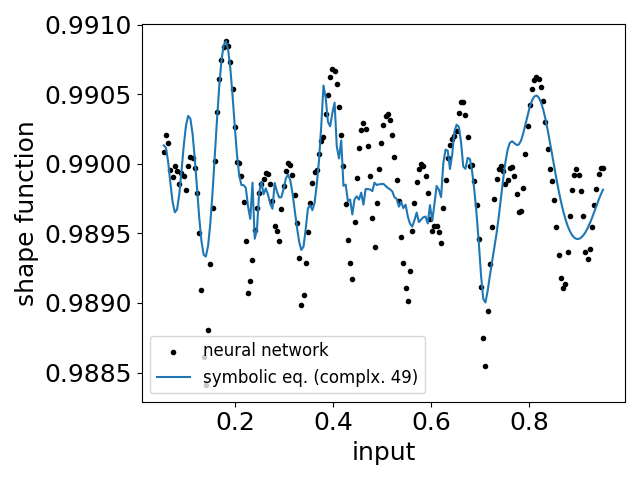 0.9910
0.9905
0.9900
0.9895
0.9890
0.9885
shape function
neural network
symbolic eq. (complx. 49)
0.2 0.4 0.6 0.8
input